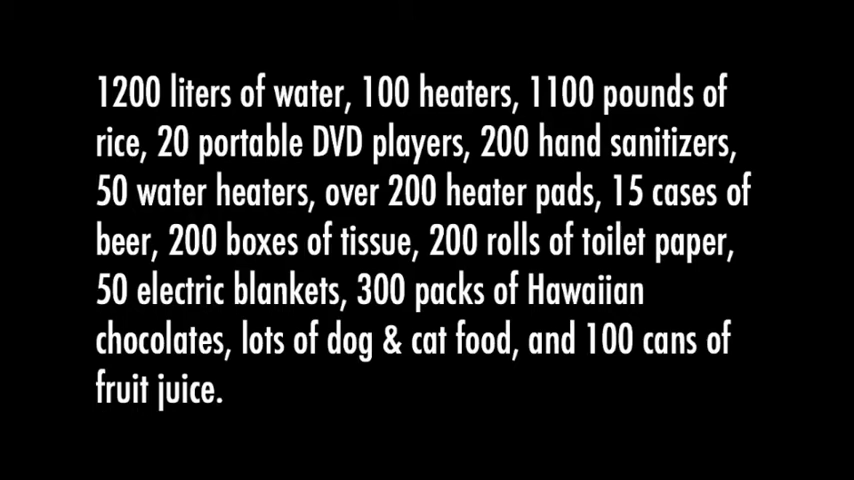 1200 liters of water, 100 heaters, 1100 pounds of
rice, 20 portable DVD players, 200 hand sanitizers,
50 water heaters, over 200 heater pads, 15 cases of
beer, 200 boxes of tissue, 200 rolls of toilet paper,
50 electric blankets, 300 packs of Hawaiian
chocolates, lots of dog & cat food, and 100 cans of
fruit juice.